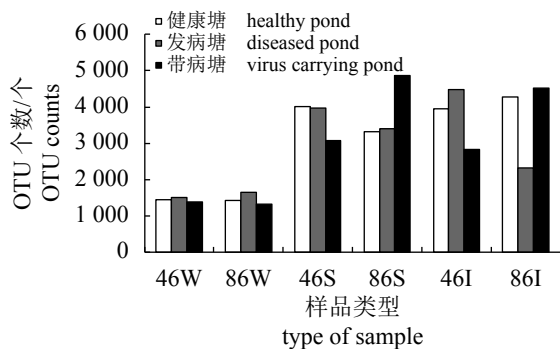 健康塘 healthy pond
发病塘 diseased pond
带病塘 virus carrying pond
OTU 个数/个
OTU counts
6 000
5 000
4 000
3 000
2 000
1 000
0
46W 86W 46S 86S 46I 86I
样品类型
type of sample